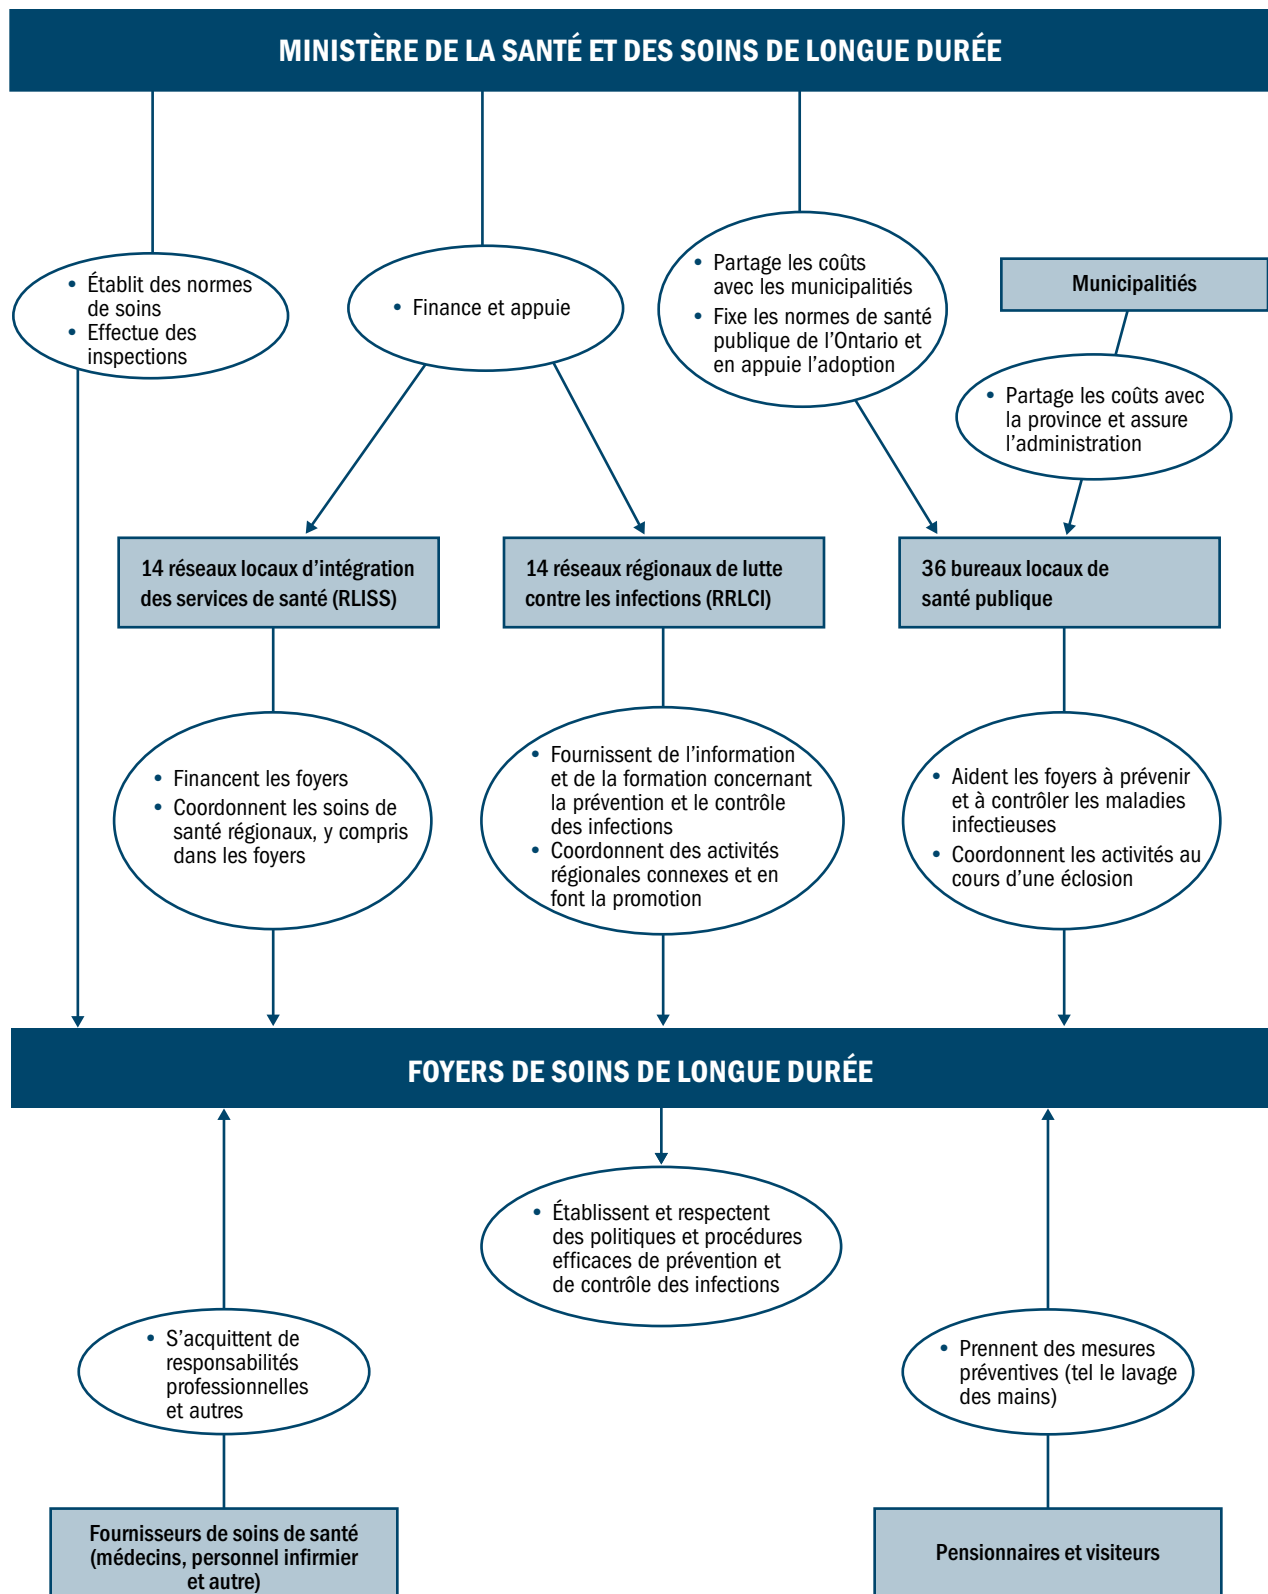 MINISTÈRE DE LA SANTÉ ET DES SOINS DE LONGUE DURÉE
• Établit des normes
de soins
• Effectue des
inspections
• Finance et appuie
• Partage les coûts
avec les municipalités
• Fixe les normes de santé
publique de l’Ontario et
en appuie l’adoption
Municipalitiés
• Partage les coûts avec
la province et assure
l’administration
14 réseaux locaux d’intégration
des services de santé (RLISS)
14 réseaux régionaux de lutte
contre les infections (RRLCI)
36 bureaux locaux de
santé publique
• Financent les foyers
• Coordonnent les soins de
santé régionaux, y compris
dans les foyers
• Fournissent de l’information
et de la formation concernant
la prévention et le contrôle
des infections
• Coordonnent des activités
régionales connexes et en
font la promotion
• Aident les foyers à prévenir
et à contrôler les maladies
infectieuses
• Coordonnent les activités au
cours d’une éclosion
FOYERS DE SOINS DE LONGUE DURÉE
• Établissent et respectent
des politiques et procédures
efficaces de prévention et
de contrôle des infections
• S’acquittent de
responsabilités
professionnelles
et autres
• Prennent des mesures
préventives (tel le lavage
des mains)
Fournisseurs de soins de santé
(médecins, personnel infirmier
et autre)
Pensionnaires et visiteurs